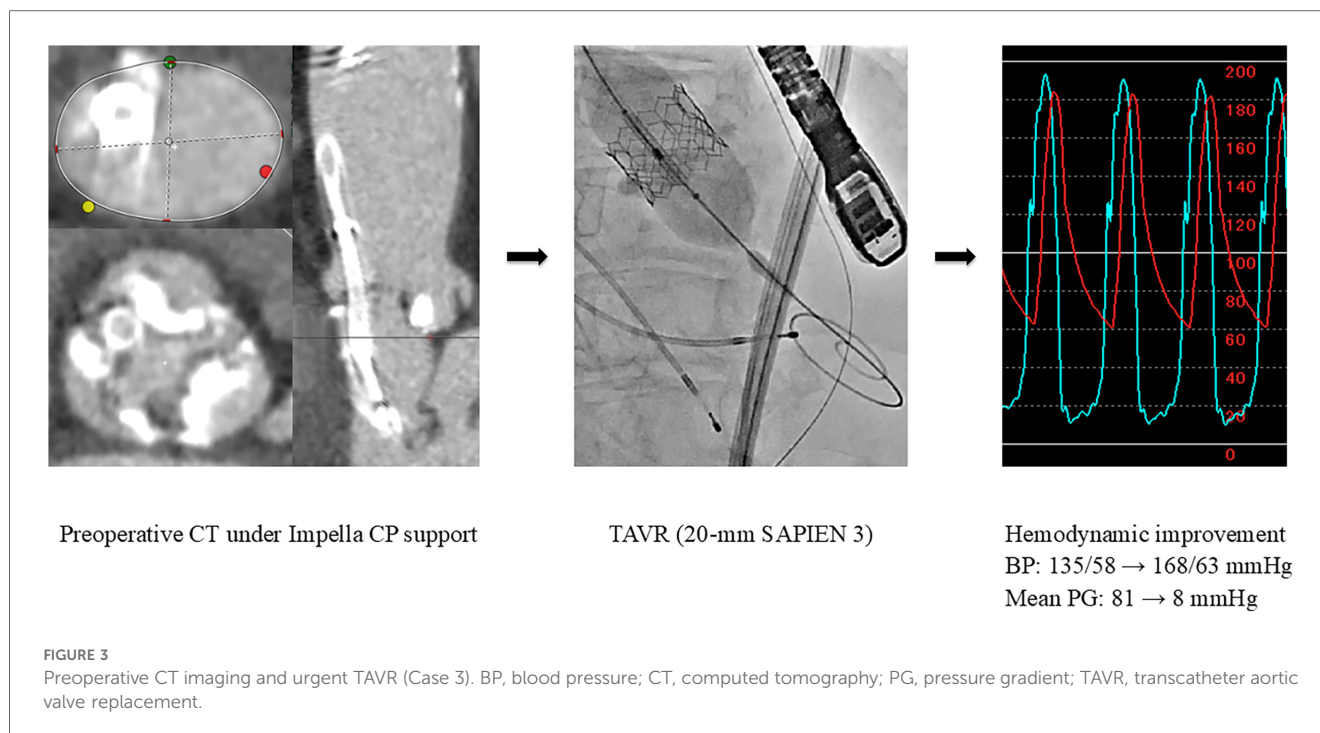 200
180
160
140
120
100
80
60
40
20
0
Preoperative CT under Impella CP support
TAVR (20-mm SAPIEN 3)
Hemodynamic improvement
BP: 135/58 → 168/63 mmHg
Mean PG: 81 → 8 mmHg
FIGURE 3
Preoperative CT imaging and urgent TAVR (Case 3). BP, blood pressure; CT, computed tomography; PG, pressure gradient; TAVR, transcatheter aortic
valve replacement.